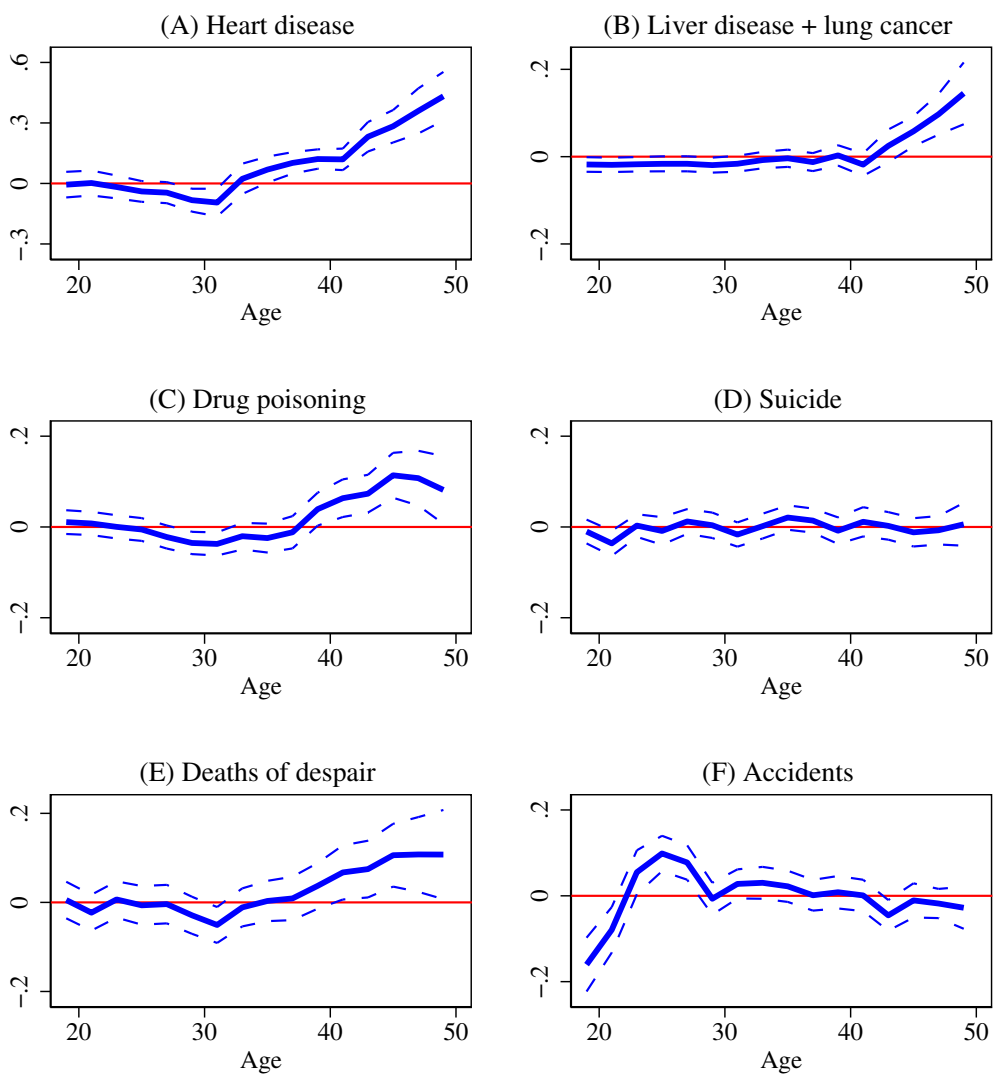 (A) Heart disease
.6
.3
0
−.3
20 30 40 50
Age
(B) Liver disease + lung cancer
.2
0
−.2
20 30 40 50
Age
(C) Drug poisoning
.2
0
−.2
20 30 40 50
Age
(D) Suicide
.2
0
−.2
20 30 40 50
Age
(E) Deaths of despair
.2
0
−.2
20 30 40 50
Age
(F) Accidents
.2
0
−.2
20 30 40 50
Age